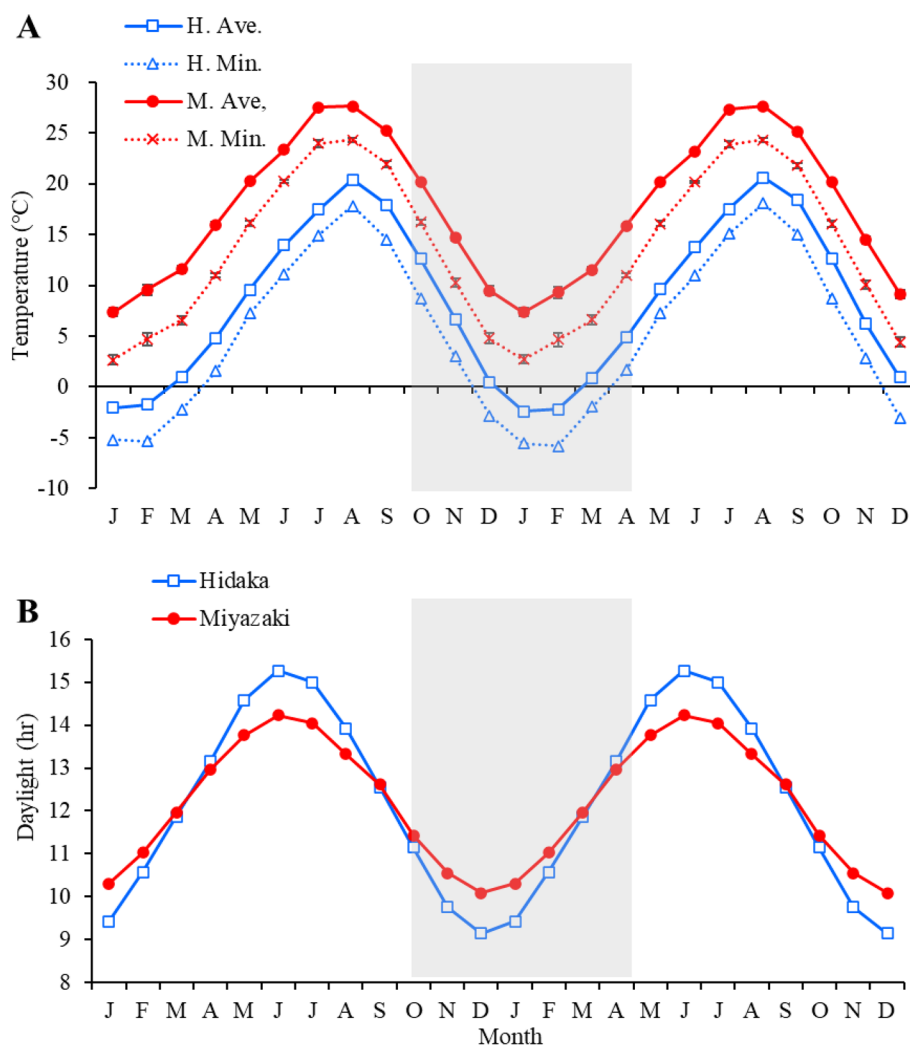 A
H. Ave.
H. Min.
M. Ave,
M. Min.
Temperature (°C)
30
25
20
15
10
5
0
-5
-10
J F M A M J J A S O N D J F M A M J J A S O N D
B
Hidaka
Miyazaki
Daylight (hr)
16
15
14
13
12
11
10
9
8
J F M A M J J A S O N D J F M A M J J A S O N D
Month